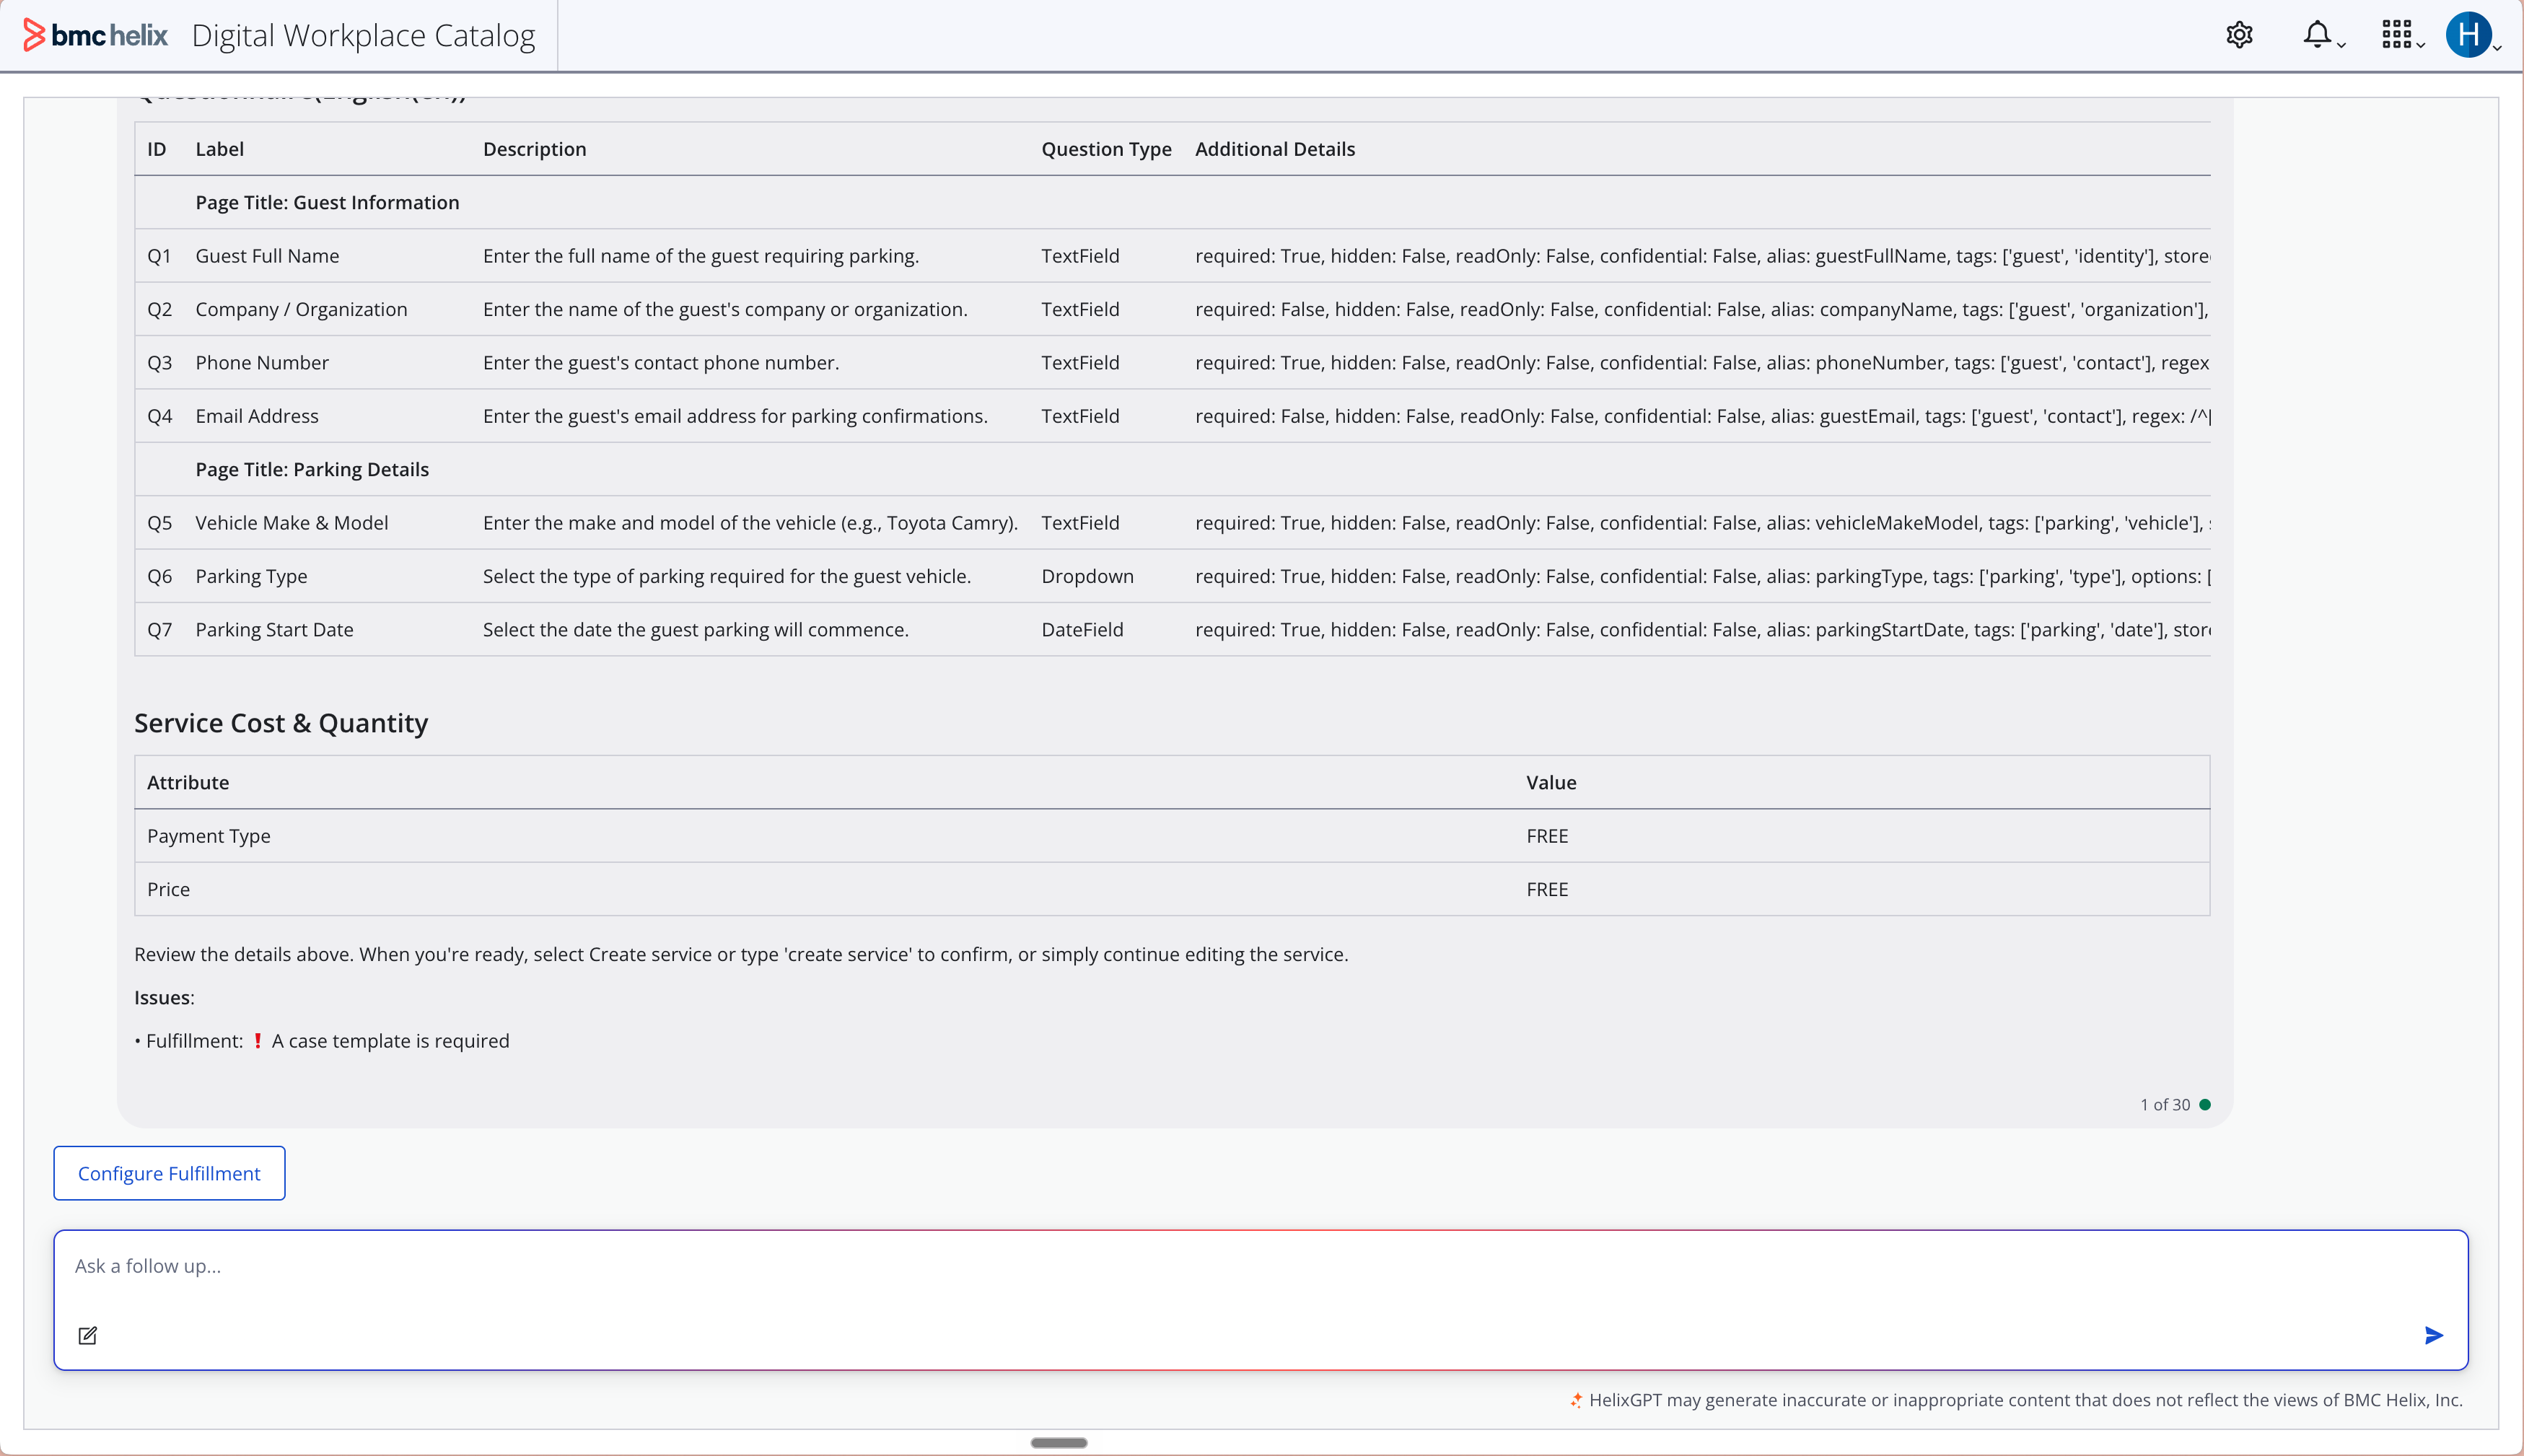 bmchelix Digital Workplace Catalog H
Questionnaire(English(en))
ID Label Description Question Type Additional Details
Page Title: Guest Information
Q1 Guest Full Name Enter the full name of the guest requiring parking. TextField required: True, hidden: False, readOnly: False, confidential: False, alias: guestFullName, tags: ['guest', 'identity'], store
Q2 Company / Organization Enter the name of the guest's company or organization. TextField required: False, hidden: False, readOnly: False, confidential: False, alias: companyName, tags: ['guest', 'organization'],
Q3 Phone Number Enter the guest's contact phone number. TextField required: True, hidden: False, readOnly: False, confidential: False, alias: phoneNumber, tags: ['guest', 'contact'], regex
Q4 Email Address Enter the guest's email address for parking confirmations. TextField required: False, hidden: False, readOnly: False, confidential: False, alias: guestEmail, tags: ['guest', 'contact'], regex: /^[
Page Title: Parking Details
Q5 Vehicle Make & Model Enter the make and model of the vehicle (e.g., Toyota Camry). TextField required: True, hidden: False, readOnly: False, confidential: False, alias: vehicleMakeModel, tags: ['parking', 'vehicle'],
Q6 Parking Type Select the type of parking required for the guest vehicle. Dropdown required: True, hidden: False, readOnly: False, confidential: False, alias: parkingType, tags: ['parking', 'type'], options: [
Q7 Parking Start Date Select the date the guest parking will commence. DateField required: True, hidden: False, readOnly: False, confidential: False, alias: parkingStartDate, tags: ['parking', 'date'], stor
Service Cost & Quantity
Attribute Value
Payment Type FREE
Price FREE
Review the details above. When you're ready, select Create service or type 'create service' to confirm, or simply continue editing the service.
Issues:
• Fulfillment: ❗ A case template is required
1 of 30
Configure Fulfillment
Ask a follow up...
HelixGPT may generate inaccurate or inappropriate content that does not reflect the views of BMC Helix, Inc.